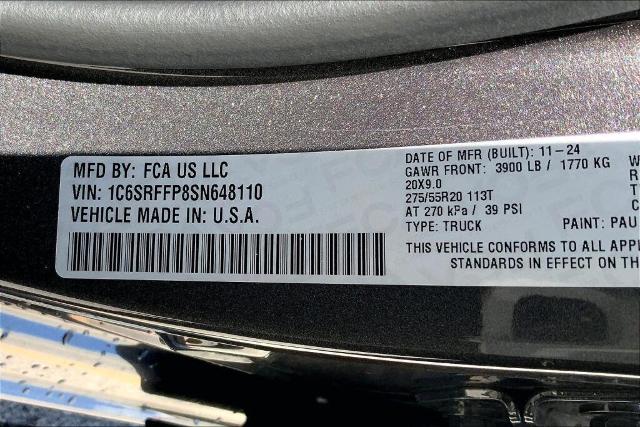 MFD BY: FCA US LLC
VIN: 1C6SRFFP8SN648110
VEHICLE MADE IN: U.S.A.
DATE OF MFR (BUILT): 11-24
GAWR FRONT: 3900 LB / 1770 KG
20X9.0
275/55R20 113T
AT 270 kPa / 39 PSI
TYPE: TRUCK
PAINT: PAU
THIS VEHICLE CONFORMS TO ALL APPL
STANDARDS IN EFFECT ON TH